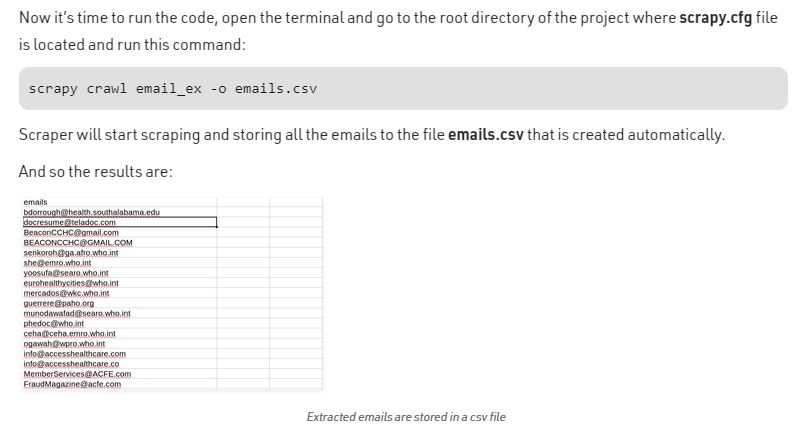 Now it's time to run the code, open the terminal and go to the root directory of the project where scrapy.cfg file
is located and run this command:
scrapy crawl email_ex -o emails.csv
Scraper will start scraping and storing all the emails to the file emails.csv that is created automatically.
And so the results are:
emails
bdorrough@health.southalabama.edu
docresume@teladoc.com
BeaconCCHC@gmail.com
BEACONCCHC@GMAIL.COM
senkoroh@ga.afro.who.int
she@emro.who.int
yoosufa@searo.who.int
eurohealthycities@who.int
mercados@wkc.who.int
guerrere@paho.org
munodawafad@searo.who.int
phedoc@who.int
ceha@ceha.emro.who.int
ogawah@wpro.who.int
info@accesshealthcare.com
info@accesshealthcare.co
MemberServices@ACFE.com
FraudMagazine@acfe.com
Extracted emails are stored in a csv file